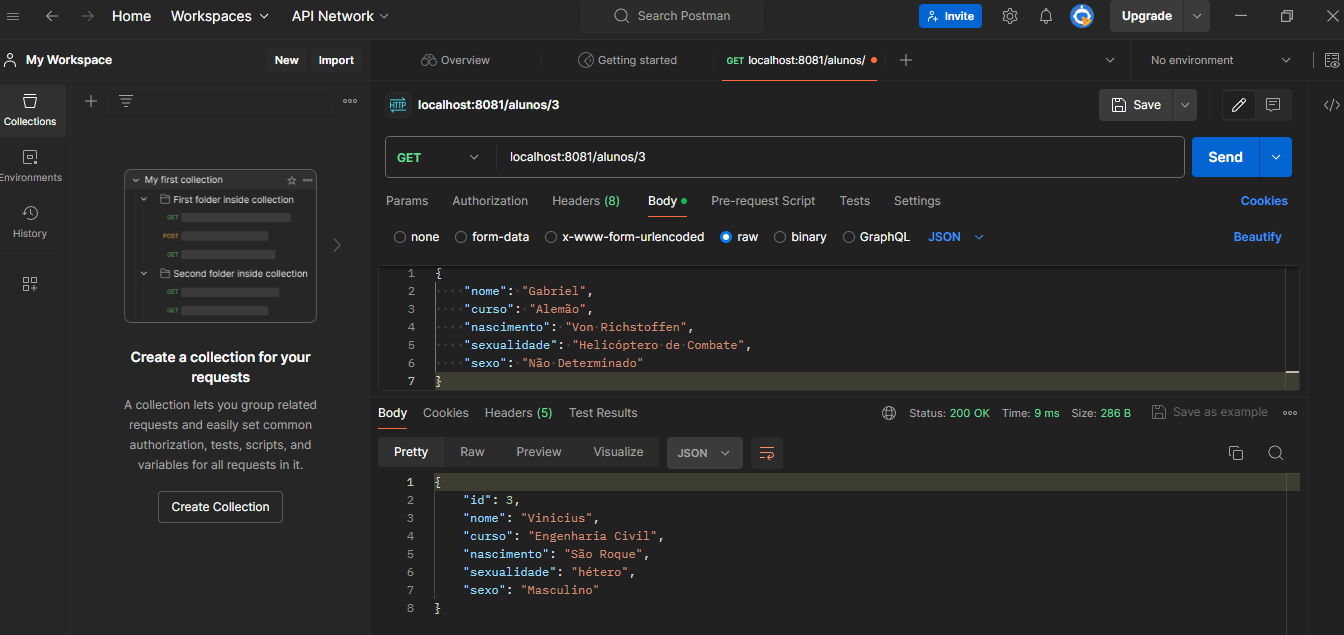 Home Workspaces API Network Search Postman Invite Upgrade
My Workspace New Import Overview Getting started GET localhost:8081/alunos/ No environment
Collections
Environments
History
My first collection
First folder inside collection
GET
POST
GET
Second folder inside collection
GET
GET
Create a collection for your
requests
A collection lets you group related
requests and easily set common
authorization, tests, scripts, and
variables for all requests in it.
Create Collection
HTTP localhost:8081/alunos/3 Save
GET localhost:8081/alunos/3 Send
Params Authorization Headers (8) Body Pre-request Script Tests Settings Cookies
none form-data x-www-form-urlencoded raw binary GraphQL JSON Beautify
1 {
2 "nome": "Gabriel",
3 "curso": "Alemão",
4 "nascimento": "Von Richstoffen",
5 "sexualidade": "Helicóptero de Combate",
6 "sexo": "Não Determinado"
7 }
Body Cookies Headers (5) Test Results Status: 200 OK Time: 9 ms Size: 286 B Save as example
Pretty Raw Preview Visualize JSON
1 {
2 "id": 3,
3 "nome": "Vinicius",
4 "curso": "Engenharia Civil",
5 "nascimento": "São Roque",
6 "sexualidade": "hétero",
7 "sexo": "Masculino"
8 }